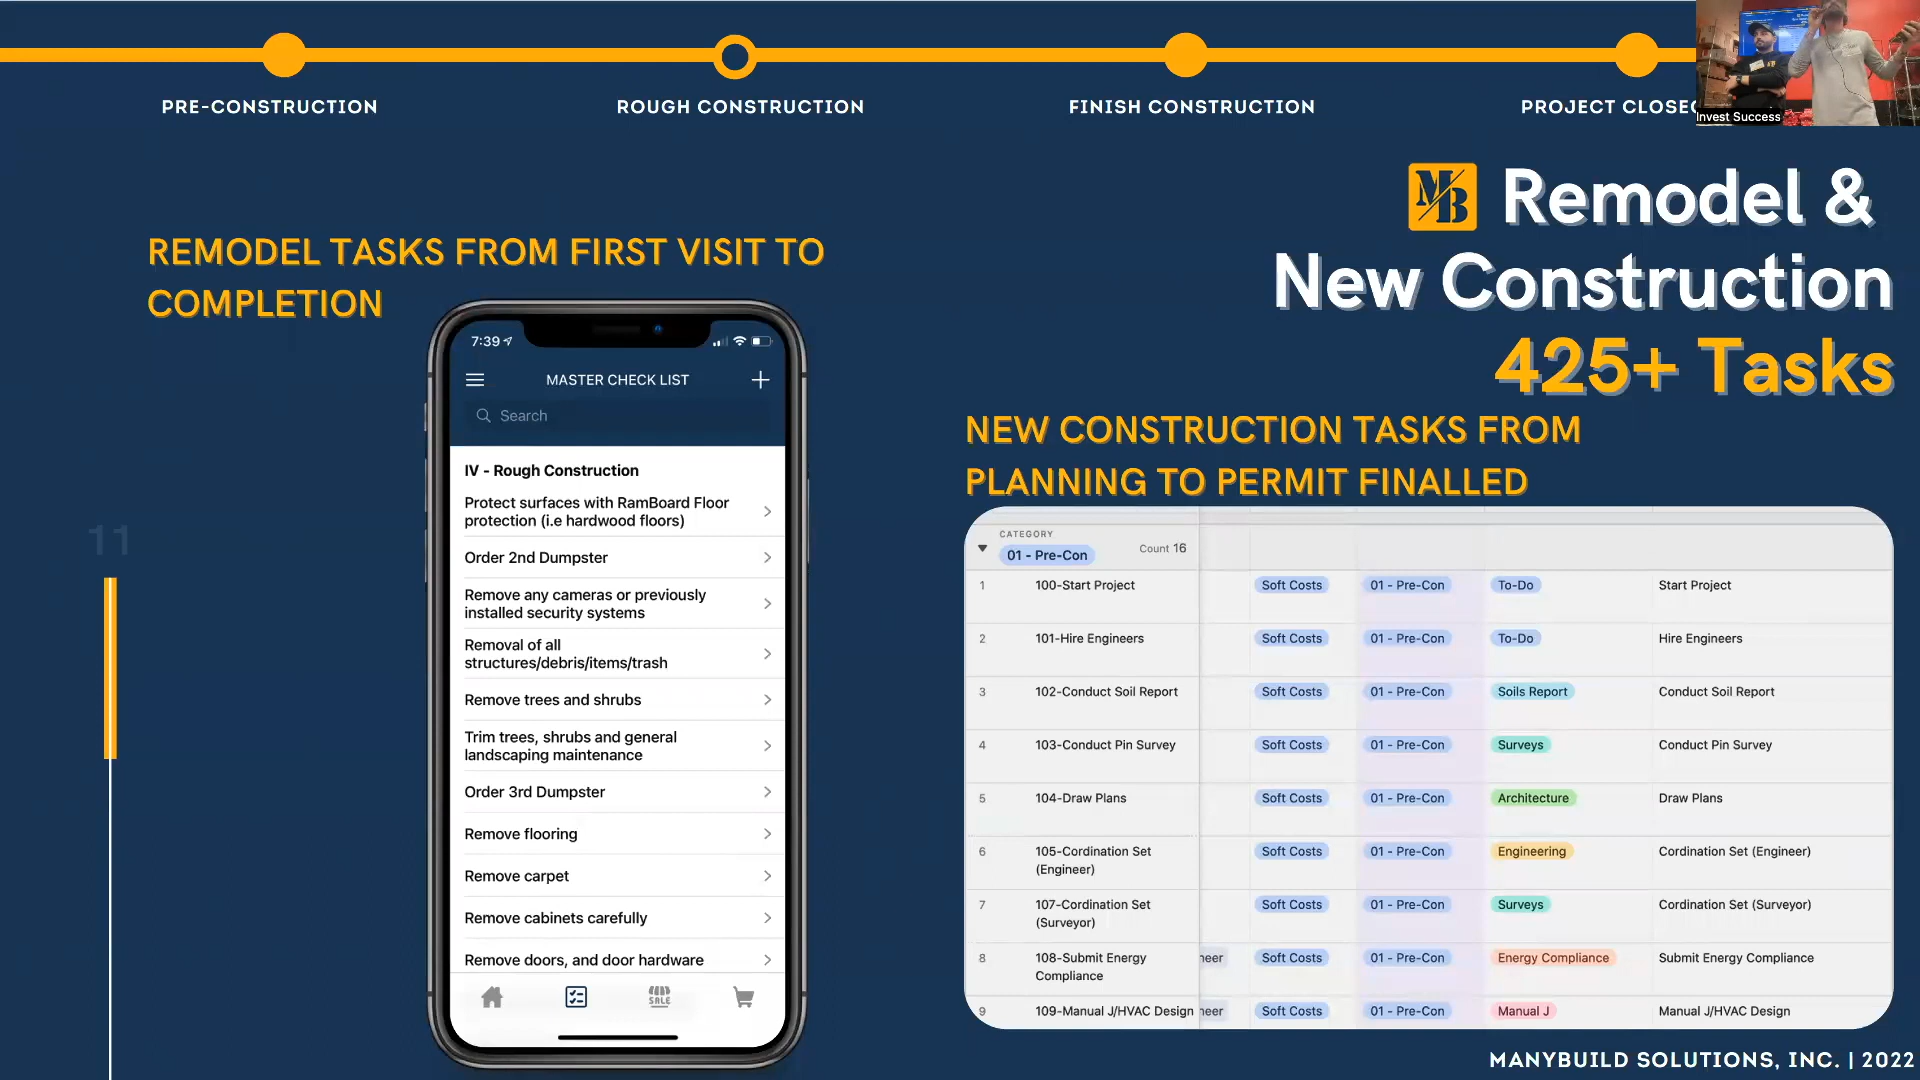 PRE-CONSTRUCTION
ROUGH CONSTRUCTION
FINISH CONSTRUCTION
PROJECT
Invest Success
MB Remodel &
New Construction
425+ Tasks
REMODEL TASKS FROM FIRST VISIT TO
COMPLETION
7:39
MASTER CHECK LIST
Search
IV - Rough Construction
Protect surfaces with RamBoard Floor
protection (i.e hardwood floors)
Order 2nd Dumpster
Remove any cameras or previously
installed security systems
Removal of all
structures/debris/items/trash
Remove trees and shrubs
Trim trees, shrubs and general
landscaping maintenance
Order 3rd Dumpster
Remove flooring
Remove carpet
Remove cabinets carefully
Remove doors, and door hardware
SALE
11
NEW CONSTRUCTION TASKS FROM
PLANNING TO PERMIT FINALLED
CATEGORY
01 - Pre-Con Count 16
1 100-Start Project Soft Costs 01 - Pre-Con To-Do Start Project
2 101-Hire Engineers Soft Costs 01 - Pre-Con To-Do Hire Engineers
3 102-Conduct Soil Report Soft Costs 01 - Pre-Con Soils Report Conduct Soil Report
4 103-Conduct Pin Survey Soft Costs 01 - Pre-Con Surveys Conduct Pin Survey
5 104-Draw Plans Soft Costs 01 - Pre-Con Architecture Draw Plans
6 105-Cordination Set Soft Costs 01 - Pre-Con Engineering Cordination Set (Engineer)
(Engineer)
7 107-Cordination Set Soft Costs 01 - Pre-Con Surveys Cordination Set (Surveyor)
(Surveyor)
8 108-Submit Energy neer Soft Costs 01 - Pre-Con Energy Compliance Submit Energy Compliance
Compliance
9 109-Manual J/HVAC Design neer Soft Costs 01 - Pre-Con Manual J Manual J/HVAC Design
MANYBUILD SOLUTIONS, INC. | 2022